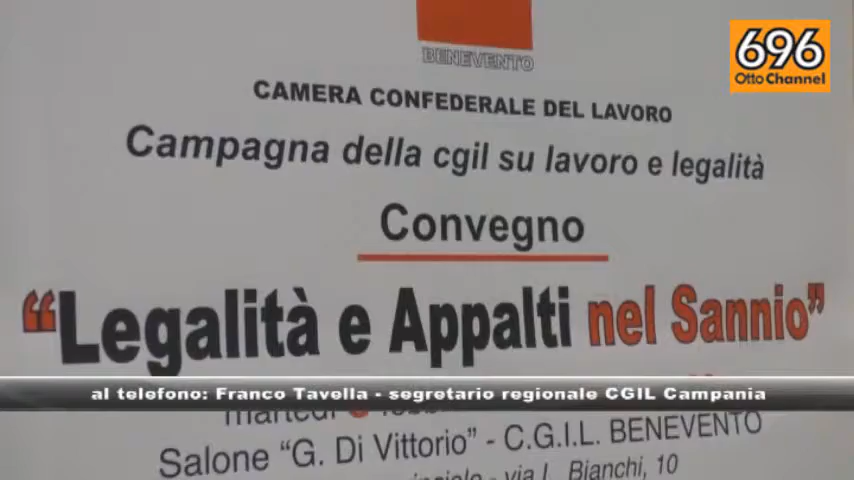 BENEVENTO
696
Otto Channel
CAMERA CONFEDERALE DEL LAVORO
Campagna della cgil su lavoro e legalità
Convegno
“Legalità e Appalti nel Sannio”
al telefono: Franco Tavella - segretario regionale CGIL Campania
martedì
Salone “G. Di Vittorio” - C.G.I.L. BENEVENTO
via L. Bianchi, 10